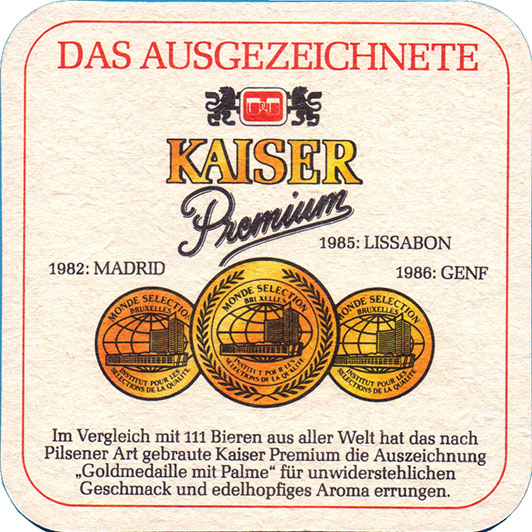 DAS AUSGEZEICHNETE
KAISER
Premium
1985: LISSABON
1982: MADRID
1986: GENF
MONDE SELECTION
BRUXELLES
INSTITUT POUR LES
SELECTIONS DE LA QUALITE
MONDE SELECTION
BRUXELLES
INSTITUT POUR LES
SELECTIONS DE LA QUALITE
MONDE SELECTION
BRUXELLES
INSTITUT POUR LES
SELECTIONS DE LA QUALITE
Im Vergleich mit 111 Bieren aus aller Welt hat das nach
Pilsener Art gebraute Kaiser Premium die Auszeichnung
„Goldmedaille mit Palme“ für unwiderstehlichen
Geschmack und edelhopfiges Aroma errungen.